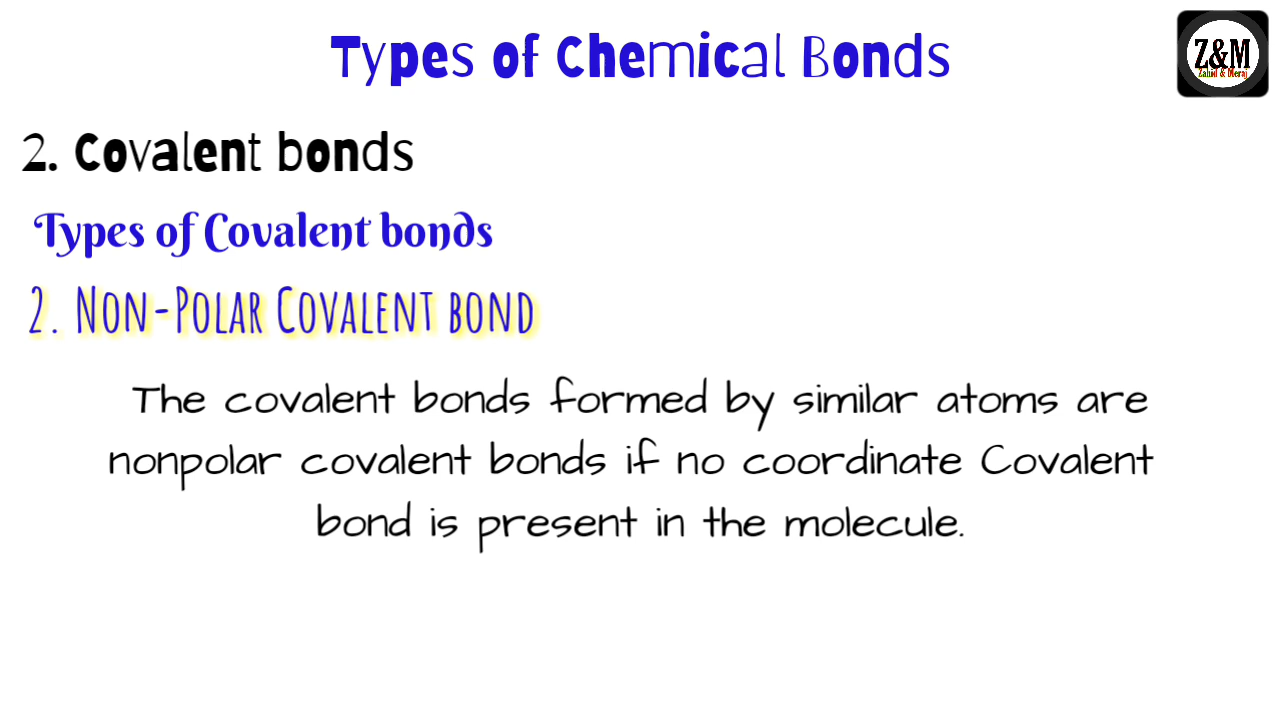 Types of Chemical Bonds
Z&M
Zahid & Meraj
2. Covalent bonds
Types of Covalent bonds
2. Non-Polar Covalent bond
The covalent bonds formed by similar atoms are
nonpolar covalent bonds if no coordinate Covalent
bond is present in the molecule.